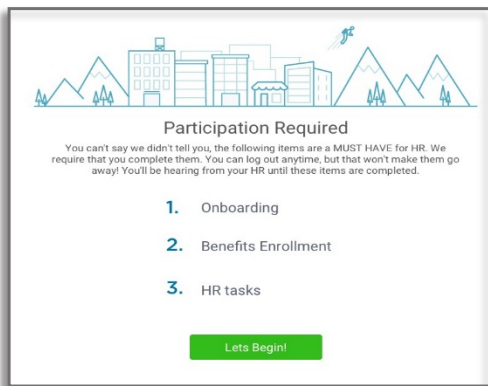 Participation Required
You can't say we didn't tell you, the following items are a MUST HAVE for HR. We
require that you complete them. You can log out anytime, but that won't make them go
away! You'll be hearing from your HR until these items are completed.
1. Onboarding
2. Benefits Enrollment
3. HR tasks
Lets Begin!